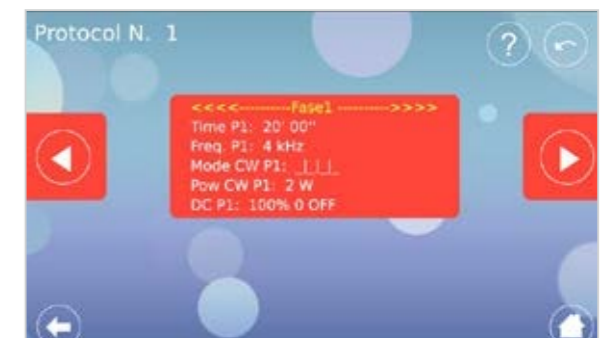 Protocol N. 1
?
<<<<---------Fase1 --------->>>>
Time P1: 20' 00"
Freq. P1: 4 kHz
Mode CW P1: _|_|_|_
Pow CW P1: 2 W
DC P1: 100% 0 OFF